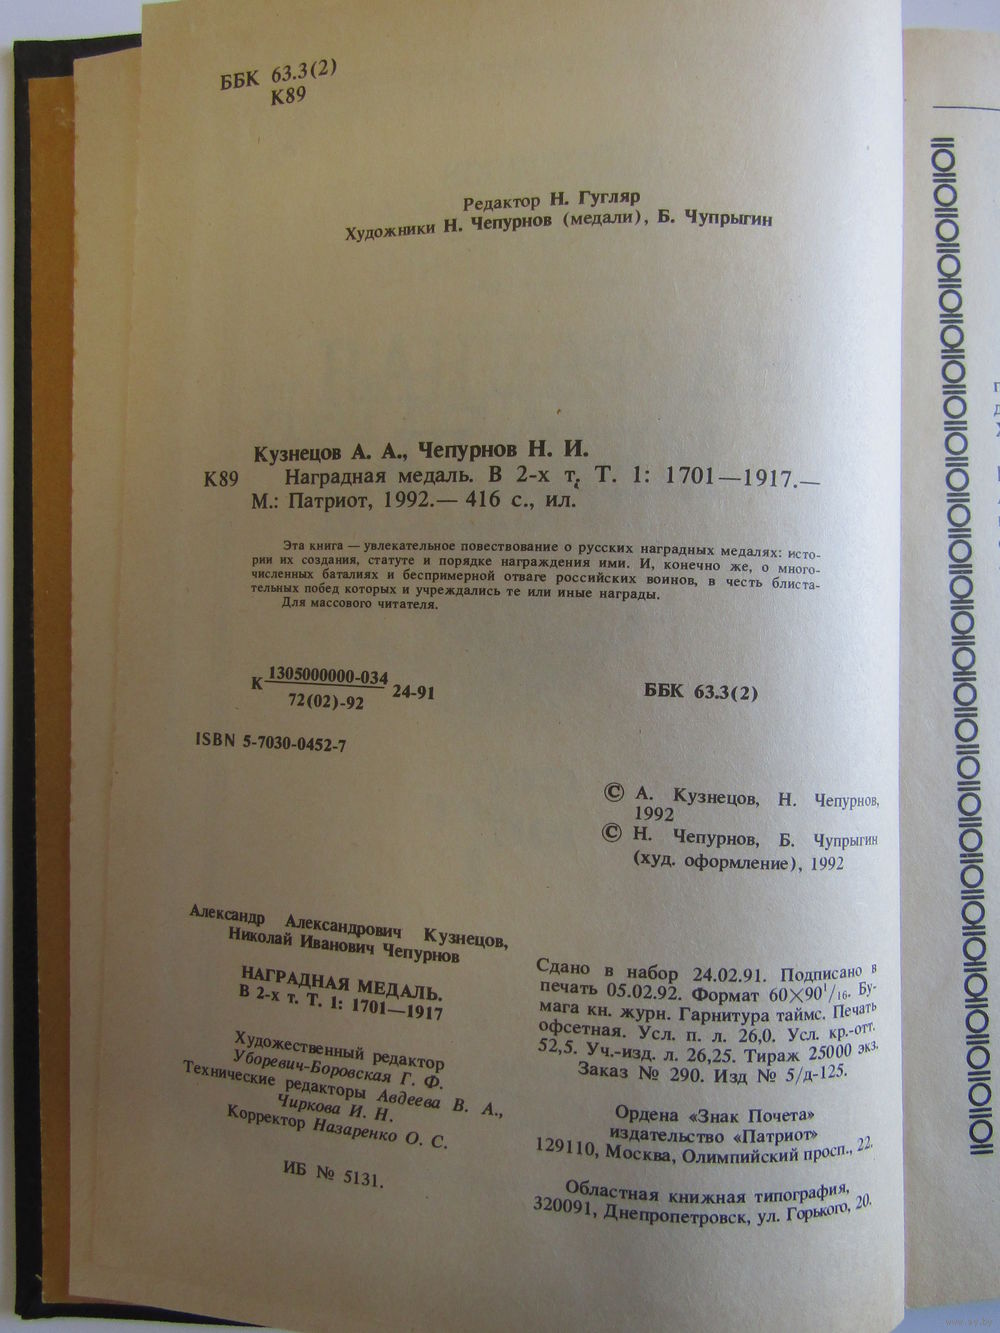 ББК 63.3(2)
К89
Редактор Н. Гугляр
Художники Н. Чепурнов (медали), Б. Чупрыгин
Кузнецов А. А., Чепурнов Н. И.
К89 Наградная медаль. В 2-х т. Т. 1: 1701—1917.—
М.: Патриот, 1992.— 416 с., ил.
Эта книга — увлекательное повествование о русских наградных медалях: исто-
рии их создания, статуте и порядке награждения ими. И, конечно же, о много-
численных баталиях и беспримерной отваге российских воинов, в честь блиста-
тельных побед которых и учреждались те или иные награды.
Для массового читателя.
К 1305000000-034 24-91
72(02)-92
ББК 63.3(2)
ISBN 5-7030-0452-7
© А. Кузнецов, Н. Чепурнов,
1992
© Н. Чепурнов, Б. Чупрыгин
(худ. оформление), 1992
Александр Александрович Кузнецов,
Николай Иванович Чепурнов
НАГРАДНАЯ МЕДАЛЬ.
В 2-х т. Т. 1: 1701—1917
Художественный редактор
Уборевич-Боровская Г. Ф.
Технические редакторы Авдеева В. А.,
Чиркова И. Н.
Корректор Назаренко О. С.
ИБ № 5131.
Сдано в набор 24.02.91. Подписано в
печать 05.02.92. Формат 60×90¹/₁₆. Бу-
мага кн. журн. Гарнитура таймс. Печать
офсетная. Усл. п. л. 26,0. Усл. кр.-отт.
52,5. Уч.-изд. л. 26,25. Тираж 25000 экз.
Заказ № 290. Изд № 5/д-125.
Ордена «Знак Почета»
издательство «Патриот»
129110, Москва, Олимпийский просп., 22.
Областная книжная типография,
320091, Днепропетровск, ул. Горького, 20.